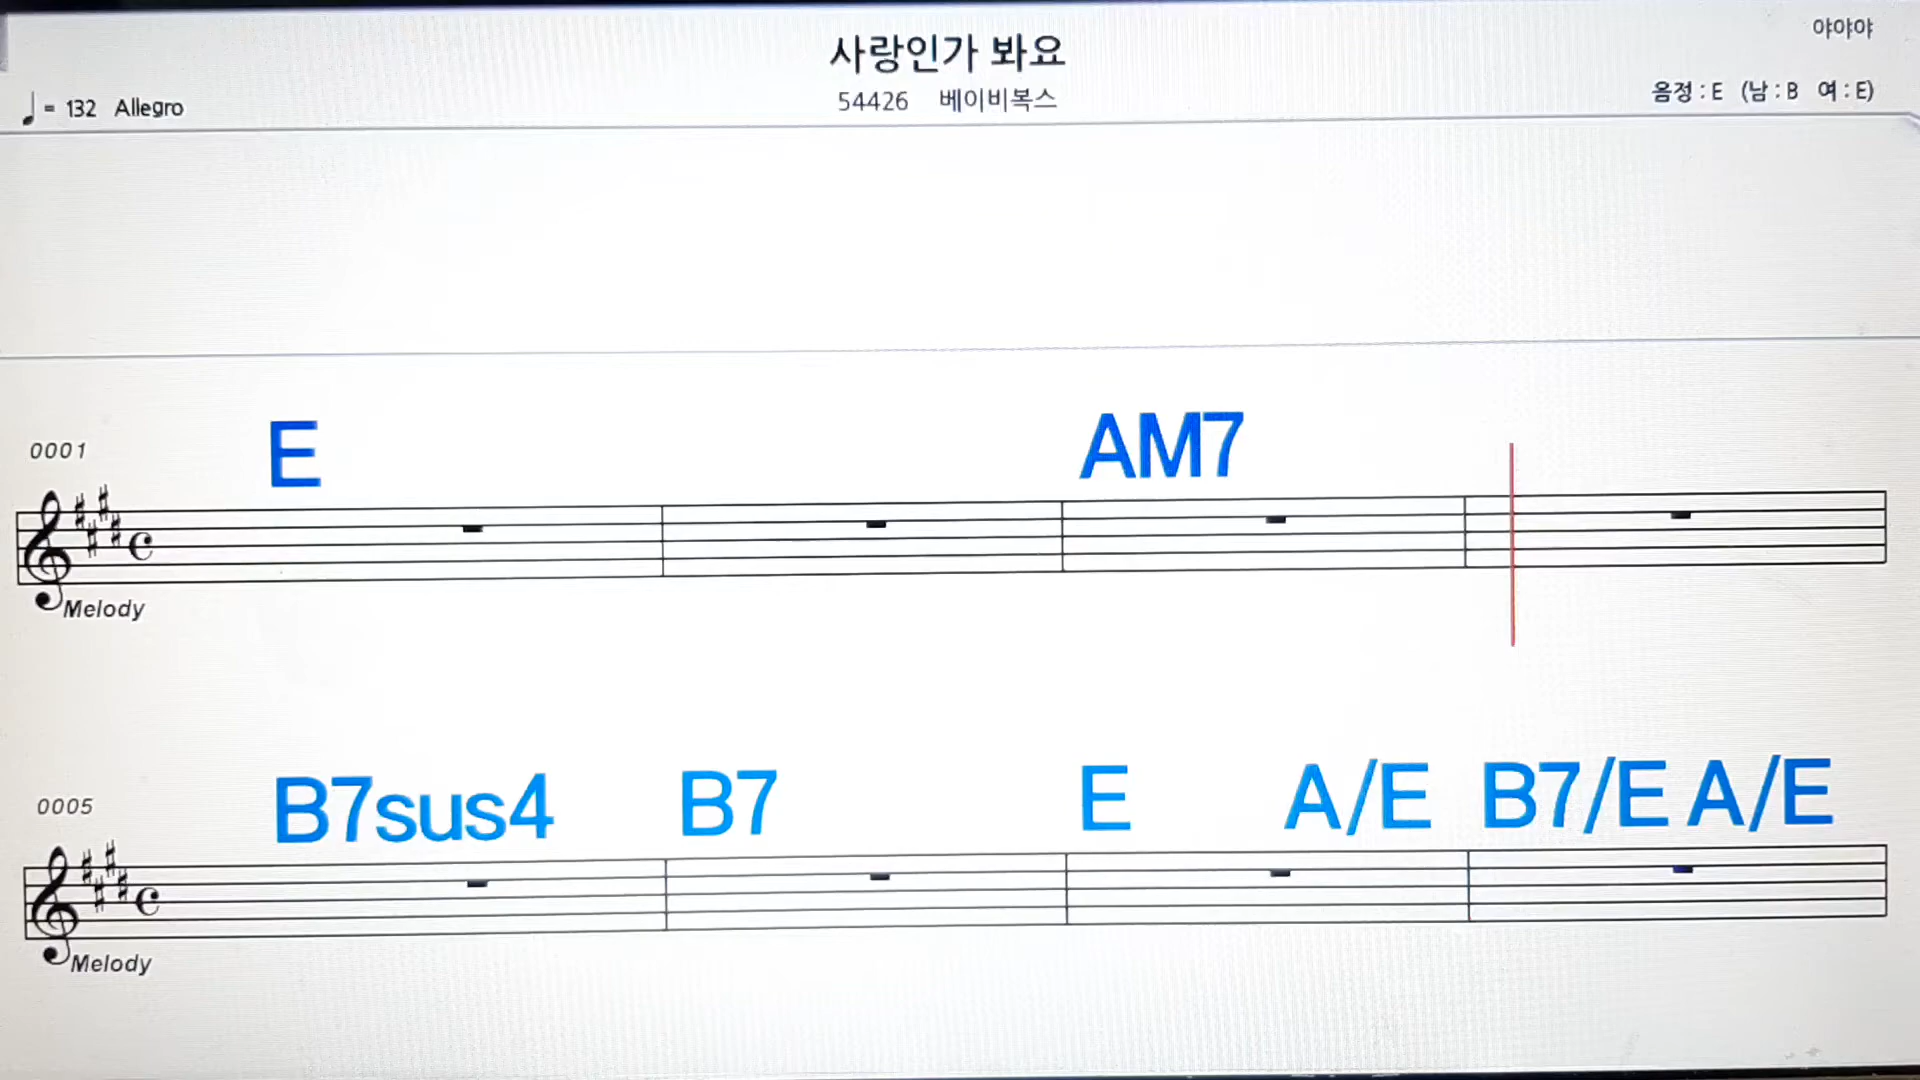 야야야
사랑인가 봐요
♩ = 132 Allegro
54426 베이비복스
음정 : E (남 : B 여 : E)
0001
E AM7
Melody
0005
B7sus4 B7 E A/E B7/E A/E
Melody